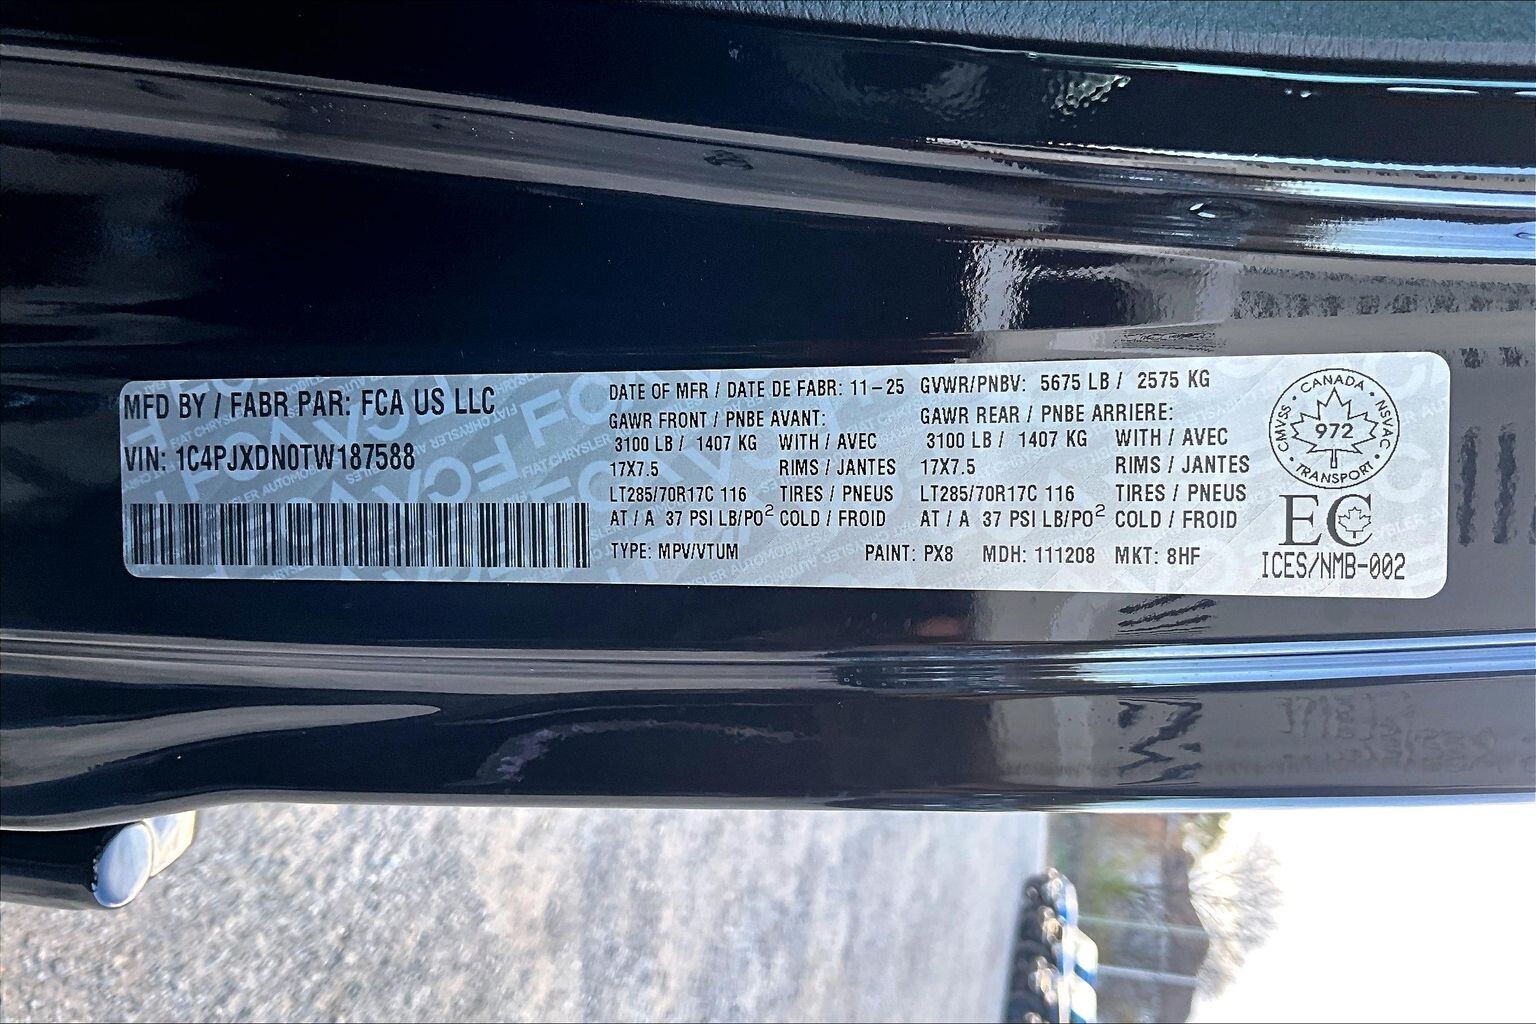 MFD BY / FABR PAR: FCA US LLC
VIN: 1C4PJXDN0TW187588
DATE OF MFR / DATE DE FABR: 11-25 GVWR/PNBV: 5675 LB / 2575 KG
GAWR FRONT / PNBE AVANT: GAWR REAR / PNBE ARRIERE:
3100 LB / 1407 KG WITH / AVEC 3100 LB / 1407 KG WITH / AVEC
17X7.5 RIMS / JANTES 17X7.5 RIMS / JANTES
LT285/70R17C 116 TIRES / PNEUS LT285/70R17C 116 TIRES / PNEUS
AT / A 37 PSI LB/PO² COLD / FROID AT / A 37 PSI LB/PO² COLD / FROID
TYPE: MPV/VTUM PAINT: PX8 MDH: 111208 MKT: 8HF
CANADA
CMVSS 972 NSVAC
TRANSPORT
EC
ICES/NMB-002